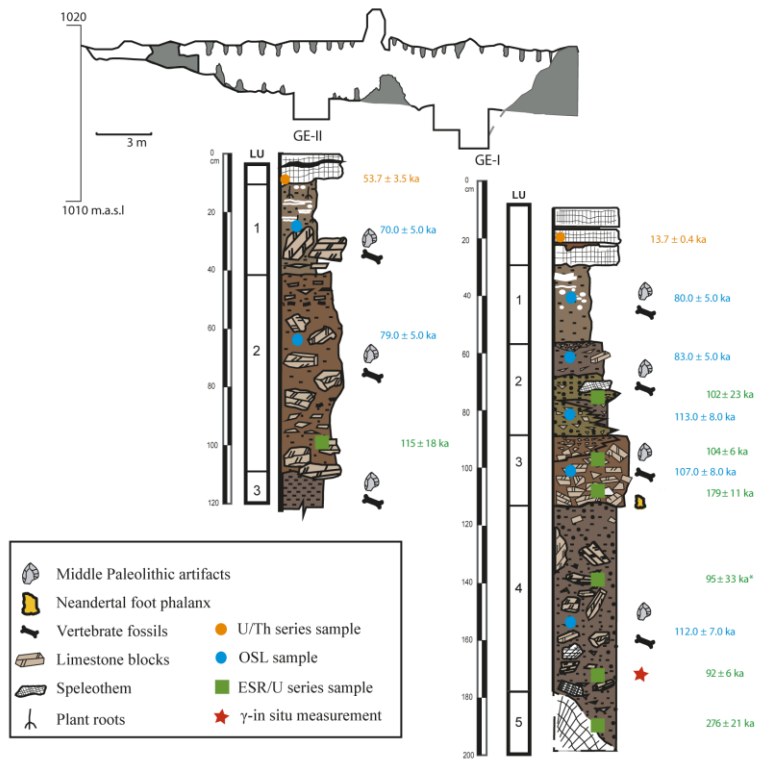 1020
3 m
1010 m.a.s.l
GE-II
GE-I
LU
0
cm
20
40
60
80
100
120
1
2
3
53.7 ± 3.5 ka
70.0 ± 5.0 ka
79.0 ± 5.0 ka
115 ± 18 ka
LU
0
cm
20
40
60
80
100
120
140
160
180
200
1
2
3
4
5
13.7 ± 0.4 ka
80.0 ± 5.0 ka
83.0 ± 5.0 ka
102 ± 23 ka
113.0 ± 8.0 ka
104 ± 6 ka
107.0 ± 8.0 ka
179 ± 11 ka
95 ± 33 ka*
112.0 ± 7.0 ka
92 ± 6 ka
276 ± 21 ka
Middle Paleolithic artifacts
Neandertal foot phalanx
Vertebrate fossils
Limestone blocks
Speleothem
Plant roots
U/Th series sample
OSL sample
ESR/U series sample
γ-in situ measurement